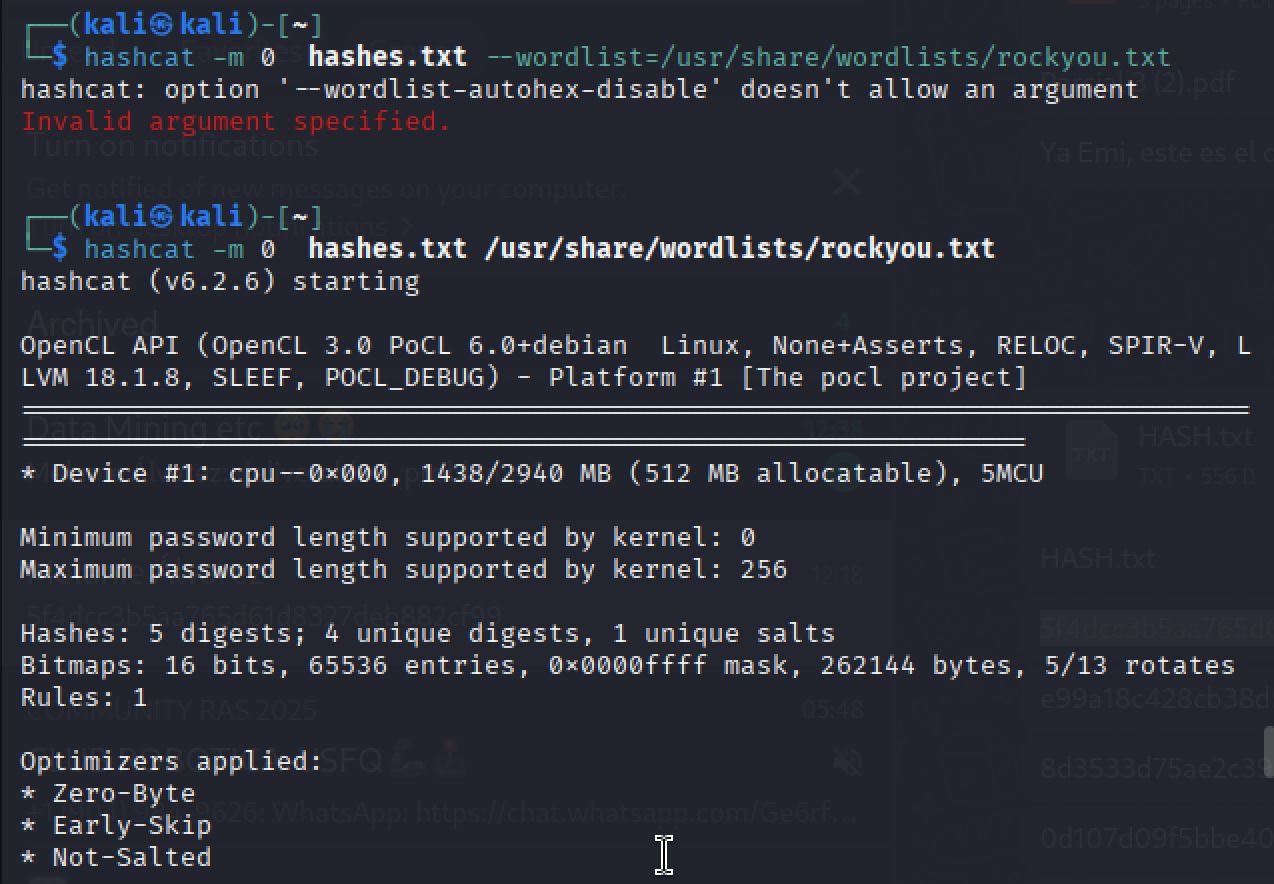 ┌──(kali㉿kali)-[~]
└─$ hashcat -m 0  hashes.txt --wordlist=/usr/share/wordlists/rockyou.txt
hashcat: option '--wordlist-autohex-disable' doesn't allow an argument
Invalid argument specified.
┌──(kali㉿kali)-[~]
└─$ hashcat -m 0  hashes.txt /usr/share/wordlists/rockyou.txt
hashcat (v6.2.6) starting
OpenCL API (OpenCL 3.0 PoCL 6.0+debian  Linux, None+Asserts, RELOC, SPIR-V, L
LVM 18.1.8, SLEEF, POCL_DEBUG) - Platform #1 [The pocl project]
* Device #1: cpu--0x000, 1438/2940 MB (512 MB allocatable), 5MCU
Minimum password length supported by kernel: 0
Maximum password length supported by kernel: 256
Hashes: 5 digests; 4 unique digests, 1 unique salts
Bitmaps: 16 bits, 65536 entries, 0x0000ffff mask, 262144 bytes, 5/13 rotates
Rules: 1
Optimizers applied:
* Zero-Byte
* Early-Skip
* Not-Salted
3 (2).pdf
Ya Emi, este es el
Turn on notifications
Get notified of new messages on your computer.
Archived
4
Data Mining etc
12:38
HASH.txt
TXT • 556 B
12:18
HASH.txt
5f4dcc3b5aa765d61d8327deb882cf99
5f4dcc3b5aa765d6
COMMUNITY RAS 2025
05:48
e99a18c428cb38d
8d3533d75ae2c39
9626: WhatsApp: https://chat.whatsapp.com/Ge6rf...
0d107d09f5bbe40